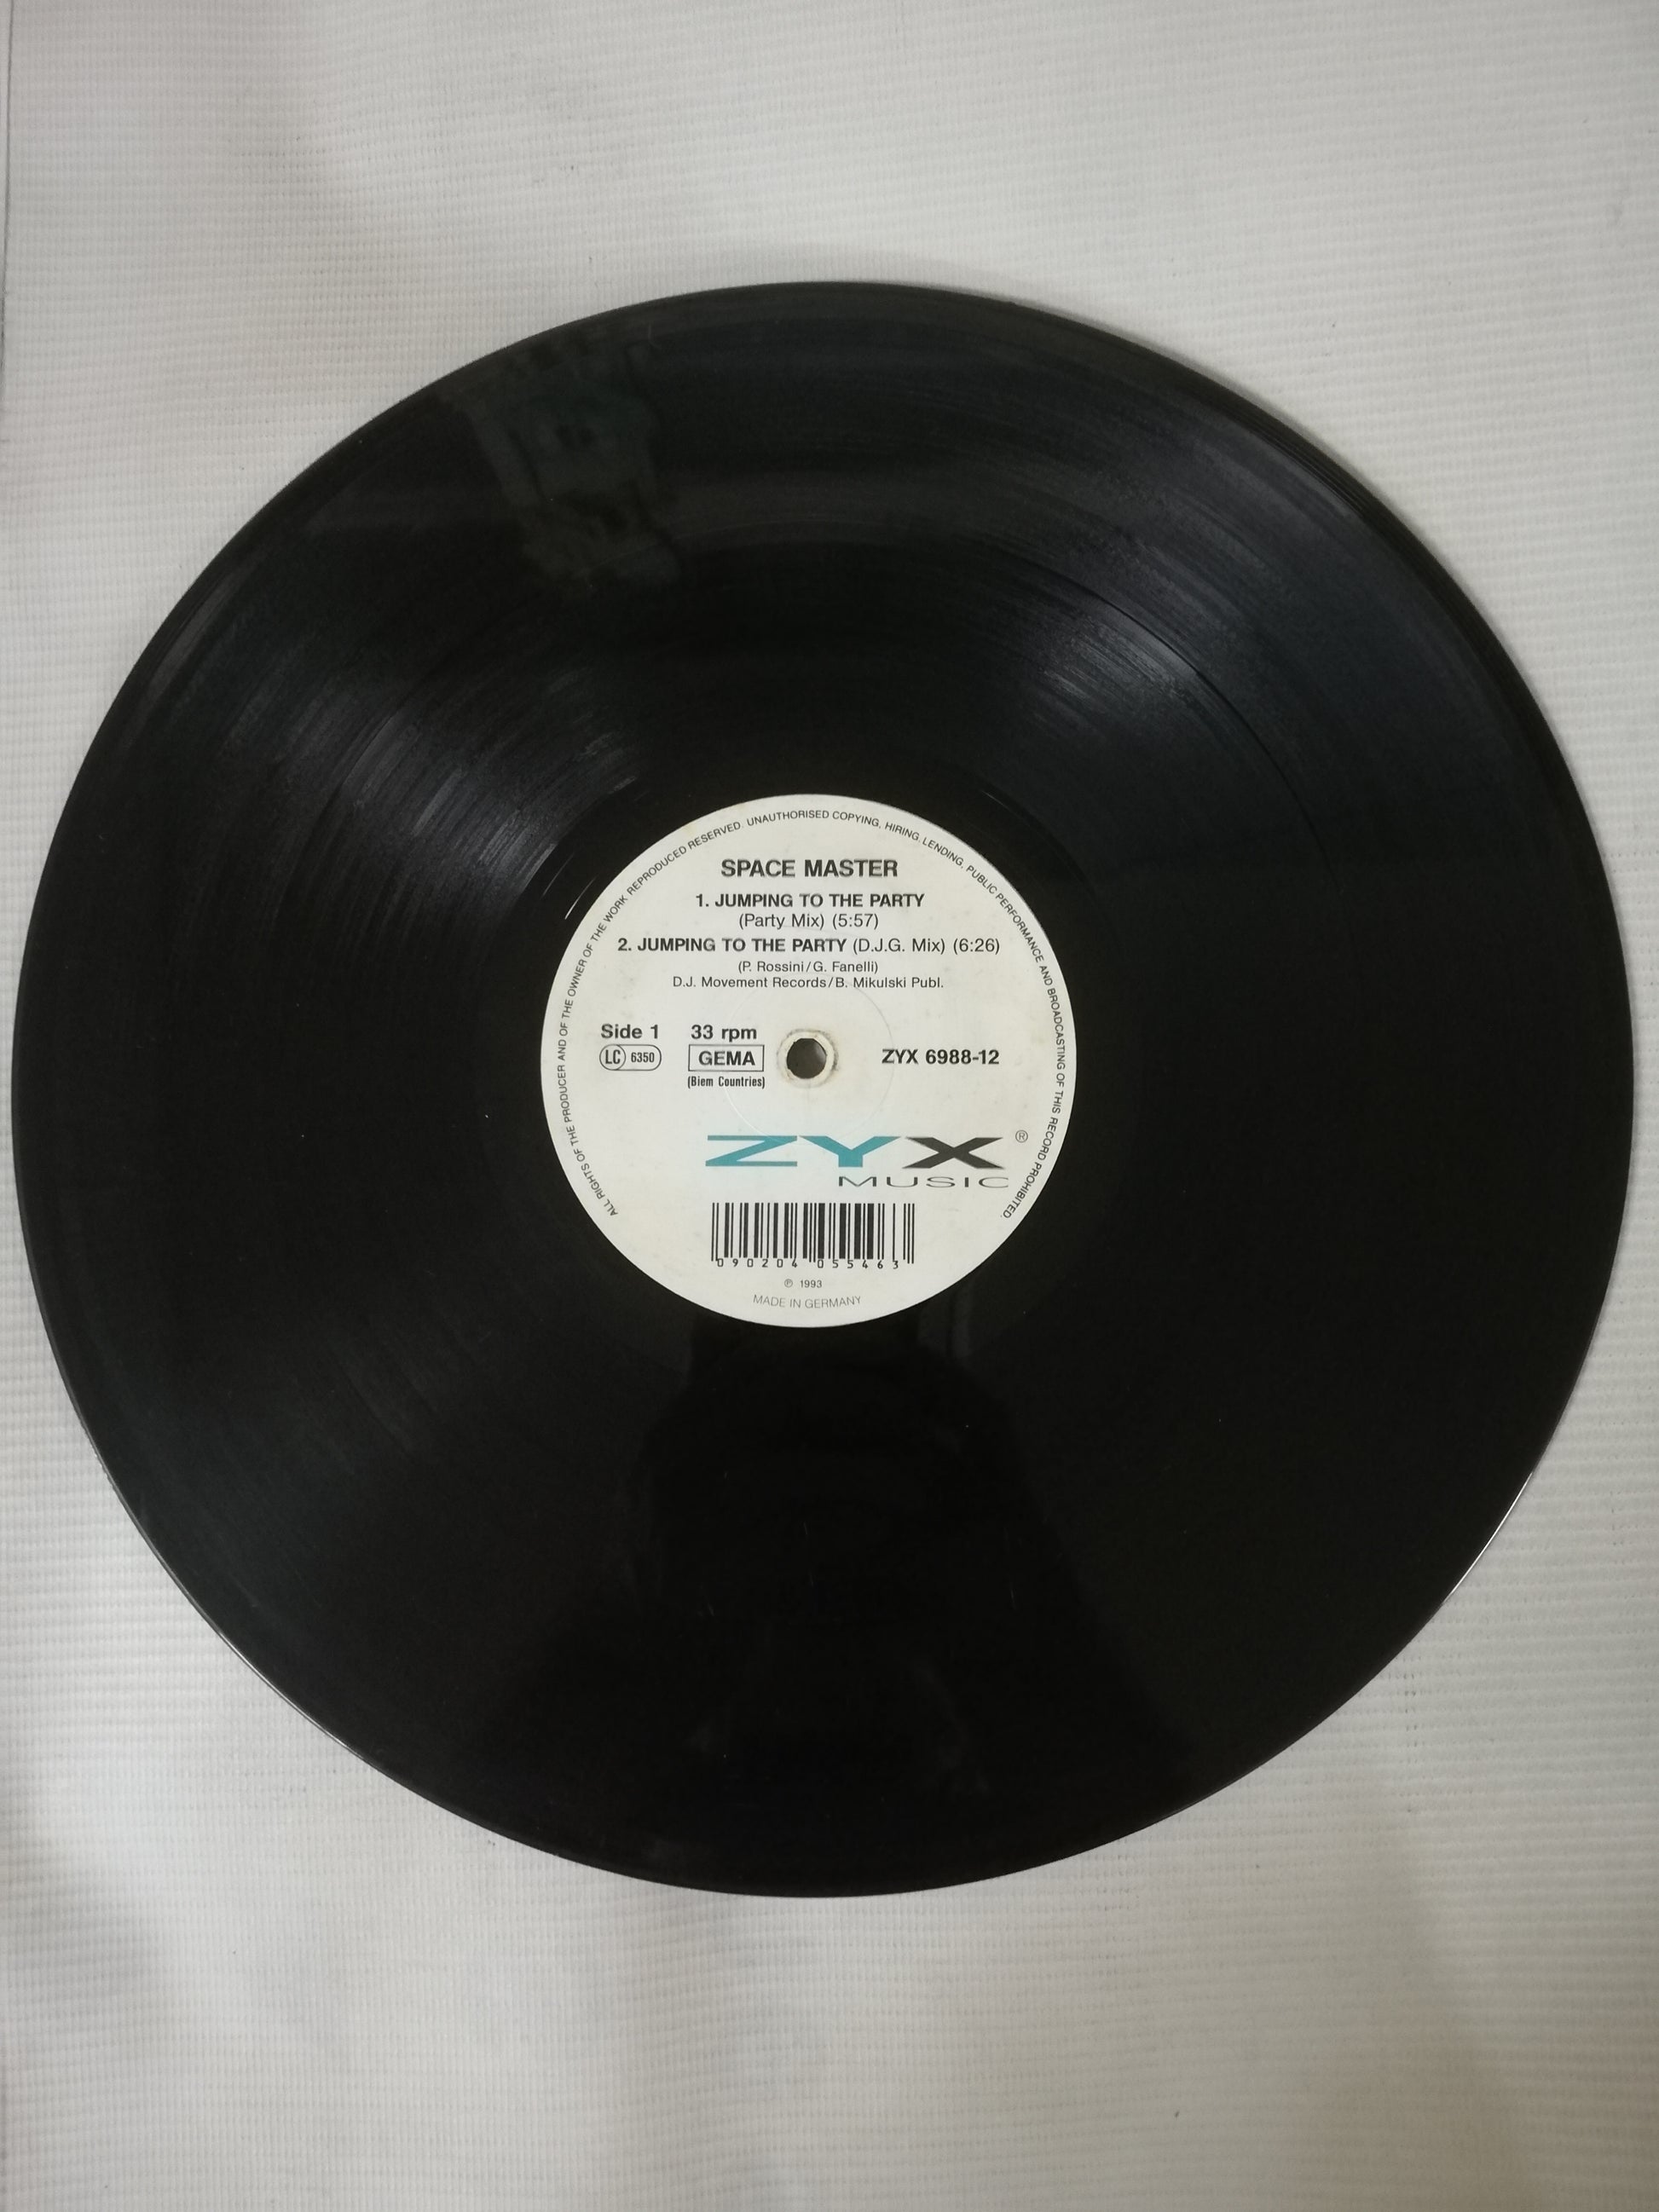 ALL RIGHTS OF THE PRODUCER AND OF THE OWNER OF THE WORK REPRODUCED RESERVED. UNAUTHORISED COPYING, HIRING, LENDING, PUBLIC PERFORMANCE AND BROADCASTING OF THIS RECORD PROHIBITED.
SPACE MASTER
1. JUMPING TO THE PARTY
(Party Mix) (5:57)
2. JUMPING TO THE PARTY (D.J.G. Mix) (6:26)
(P. Rossini/G. Fanelli)
D.J. Movement Records/B. Mikulski Publ.
Side 1 33 rpm
LC 6350 GEMA ZYX 6988-12
(Biem Countries)
ZYX ®
MUSIC
090204 055463
℗ 1993
MADE IN GERMANY